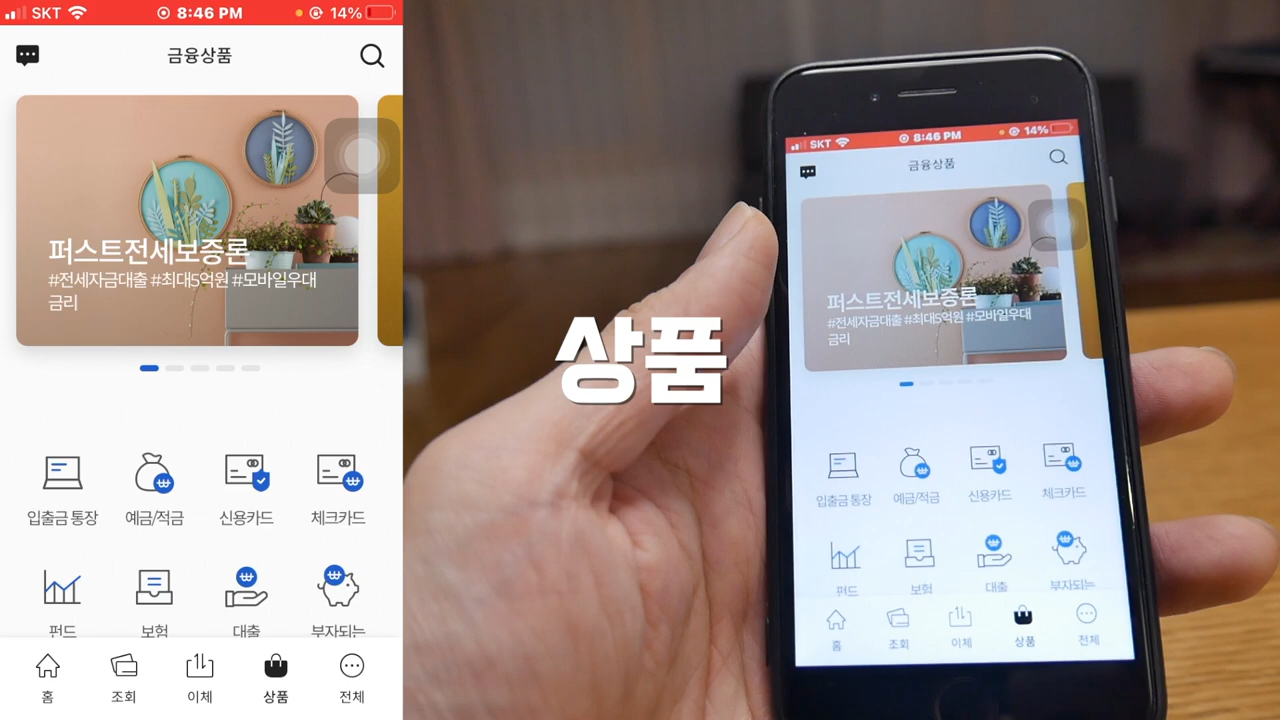 SKT 8:46 PM 14%
금융상품
퍼스트전세보증론
#전세자금대출 #최대5억원 #모바일우대
금리
입출금 통장 예금/적금 신용카드 체크카드
펀드 보험 대출 부자되는
홈 조회 이체 상품 전체
상품
SKT 8:46 PM 14%
금융상품
퍼스트전세보증론
#전세자금대출 #최대5억원 #모바일우대
금리
입출금 통장 예금/적금 신용카드 체크카드
펀드 보험 대출 부자되는
홈 조회 이체 상품 전체